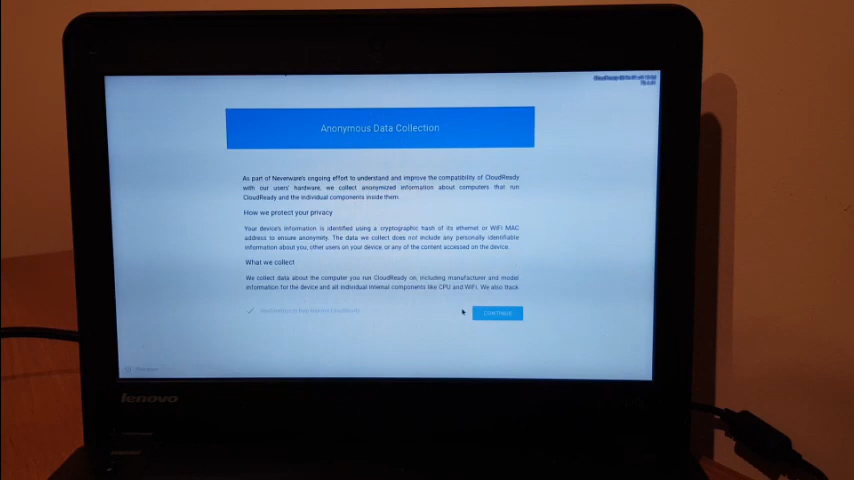 Anonymous Data Collection
As part of Neverware's ongoing effort to understand and improve the compatibility of CloudReady
with our users' hardware, we collect anonymized information about computers that run
CloudReady and the individual components inside them.
How we protect your privacy
Your device's information is identified using a cryptographic hash of its ethernet or WiFi MAC
address to ensure anonymity. The data we collect does not include any personally identifiable
information about you, other users on your device, or any of the content accessed on the device.
What we collect
We collect data about the computer you run CloudReady on, including manufacturer and model
information for the device and all individual internal components like CPU and WiFi. We also track
CONTINUE
lenovo